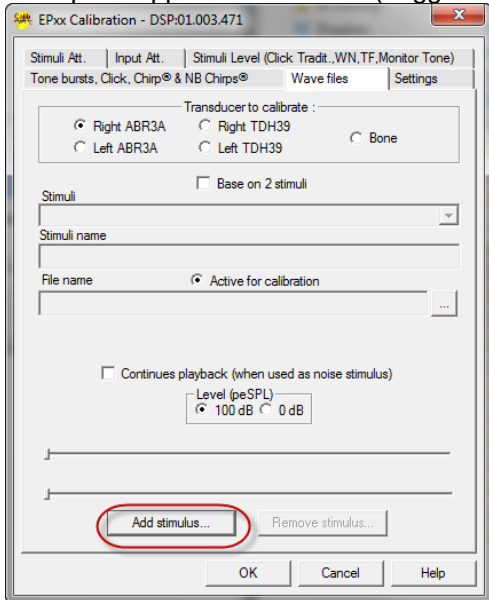 EPxx Calibration - DSP:01.003.471
Stimuli Att. Input Att. Stimuli Level (Click Tradit.,WN,TF,Monitor Tone)
Tone bursts, Click, Chirp® & NB Chirps® Wave files Settings
Transducer to calibrate :
Right ABR3A Right TDH39
Bone
Left ABR3A Left TDH39
Base on 2 stimuli
Stimuli
Stimuli name
File name Active for calibration
...
Continues playback (when used as noise stimulus)
Level (peSPL)
100 dB 0 dB
Add stimulus... Remove stimulus...
OK Cancel Help